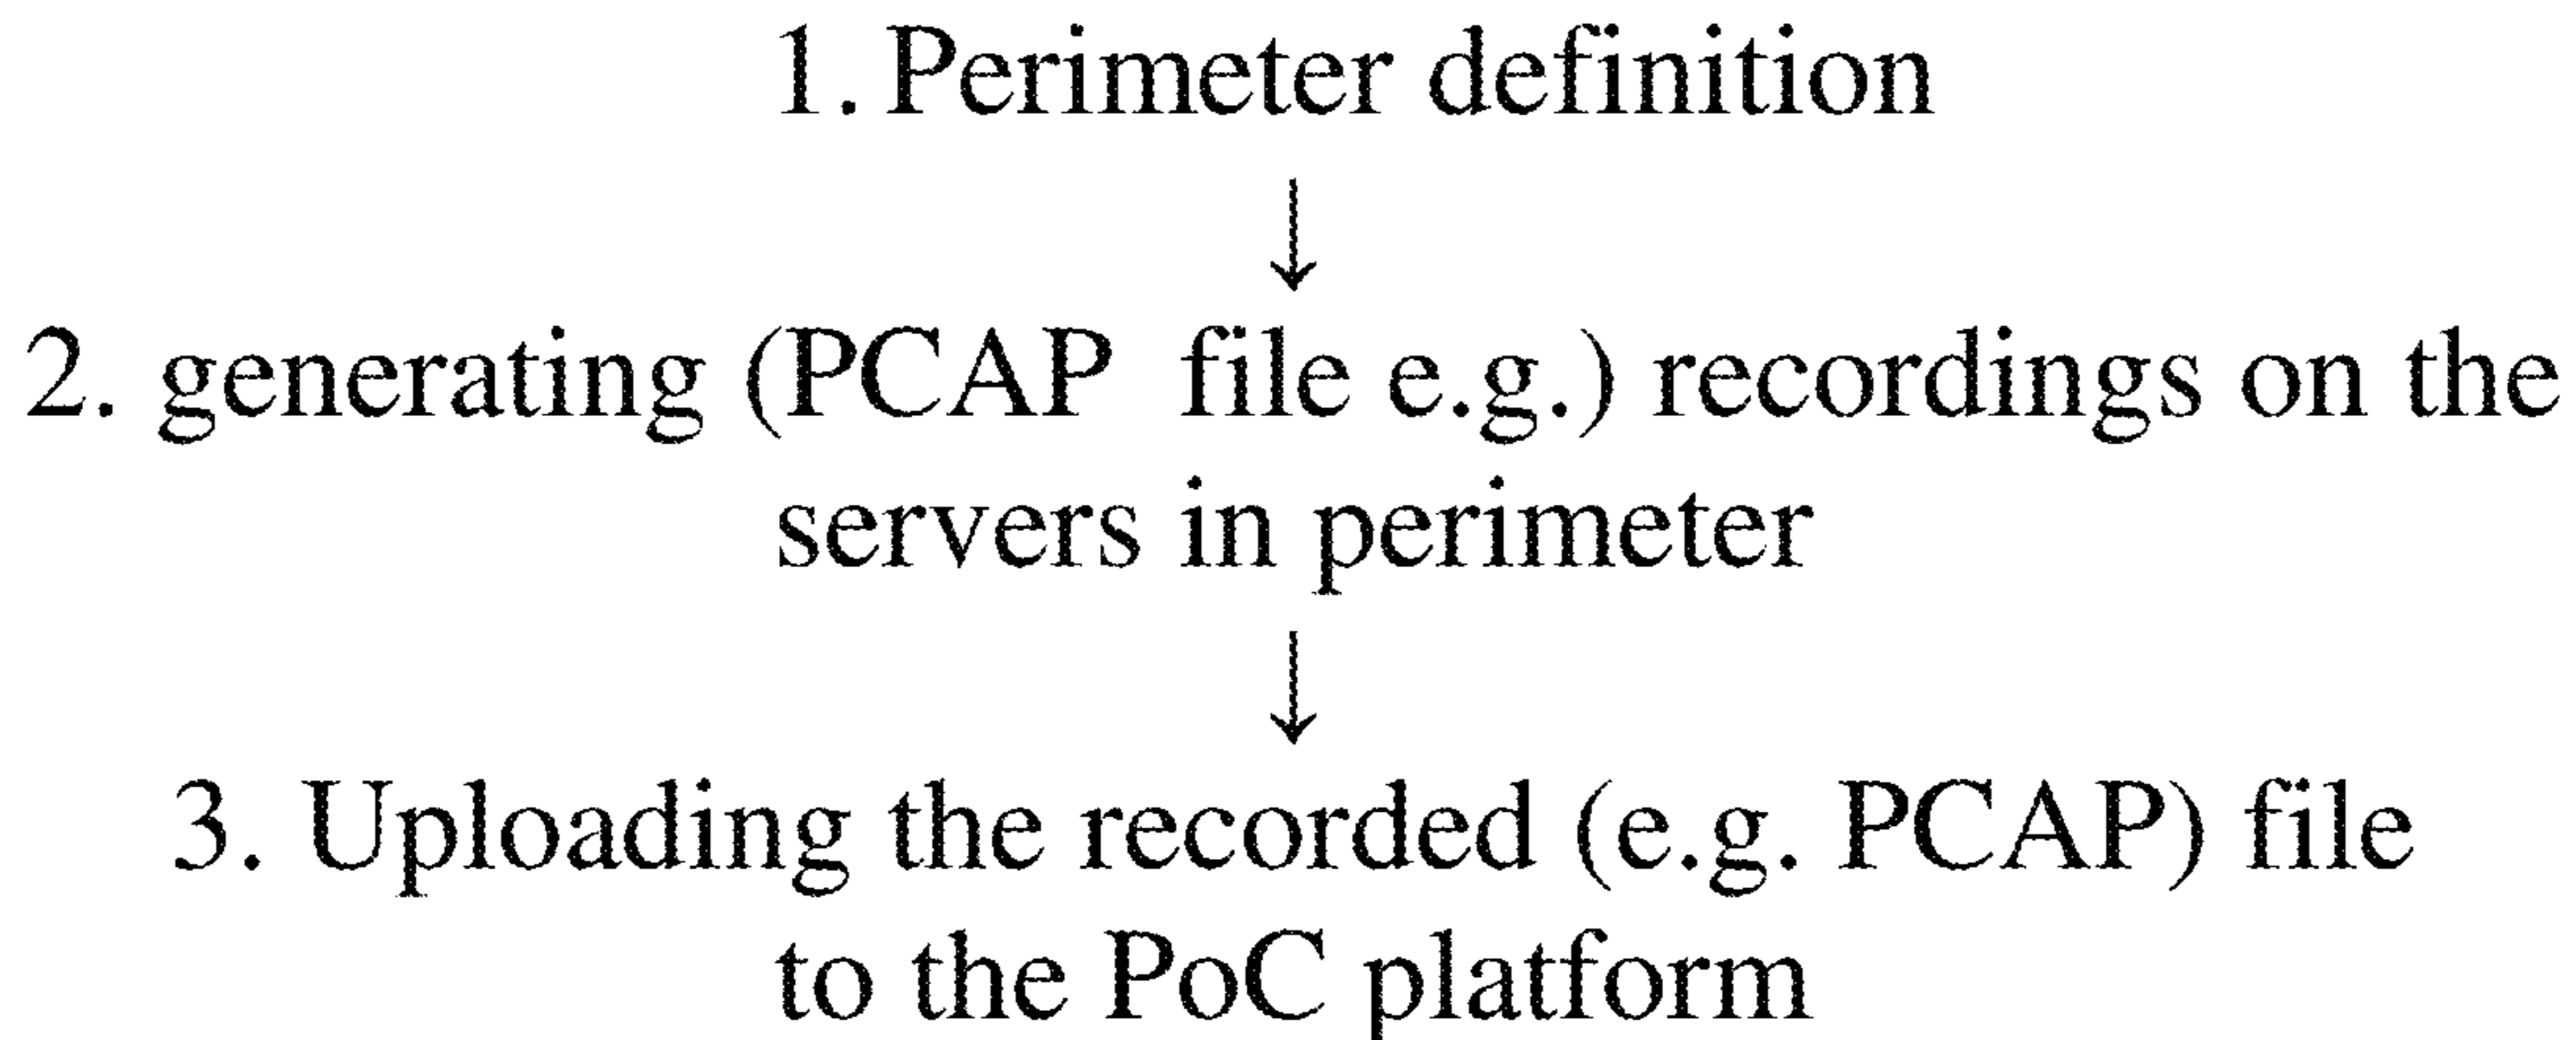 1. Perimeter definition
2. generating (PCAP file e.g.) recordings on the
servers in perimeter
3. Uploading the recorded (e.g. PCAP) file
to the PoC platform